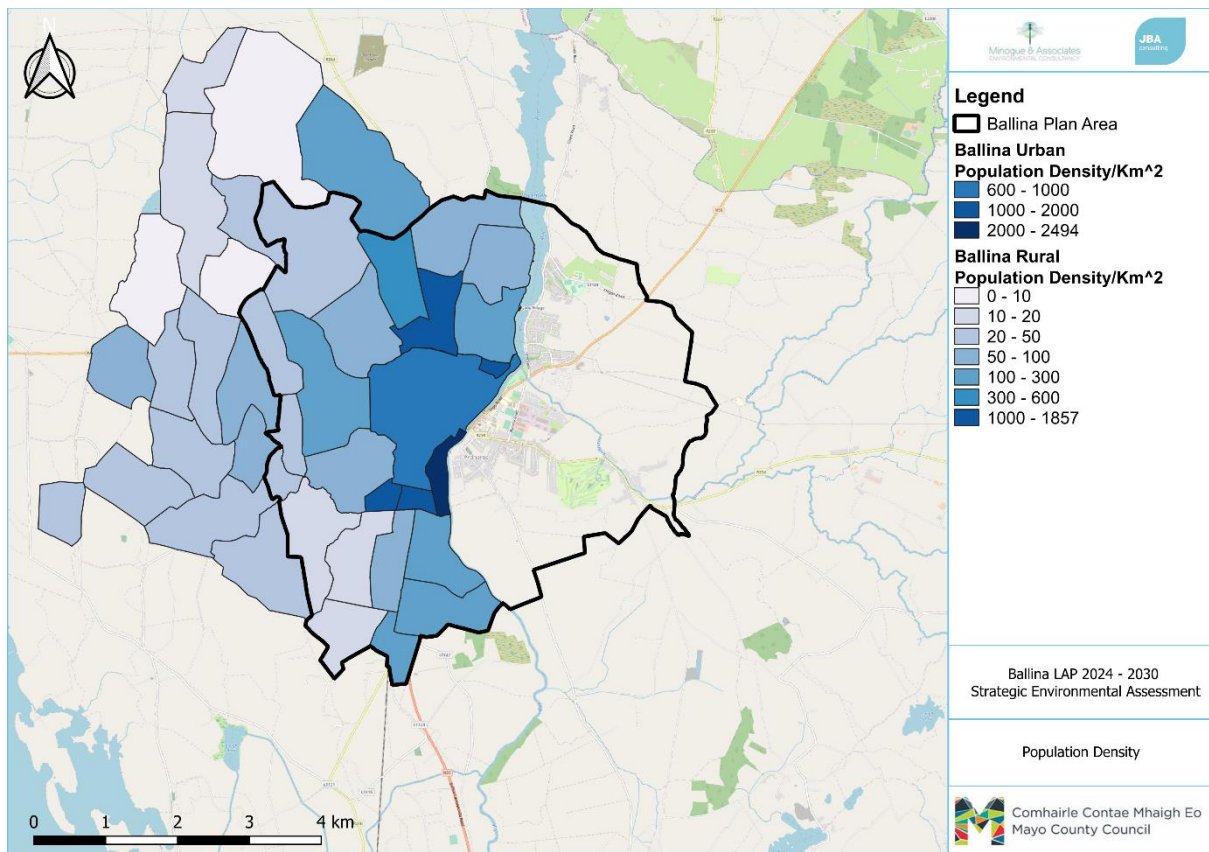 N
Minogue & Associates
ENVIRONMENTAL CONSULTANCY
JBA
consulting
Legend
Ballina Plan Area
Ballina Urban
Population Density/Km^2
600 - 1000
1000 - 2000
2000 - 2494
Ballina Rural
Population Density/Km^2
0 - 10
10 - 20
20 - 50
50 - 100
100 - 300
300 - 600
1000 - 1857
Ballina LAP 2024 - 2030
Strategic Environmental Assessment
Population Density
Comhairle Contae Mhaigh Eo
Mayo County Council
0 1 2 3 4 km